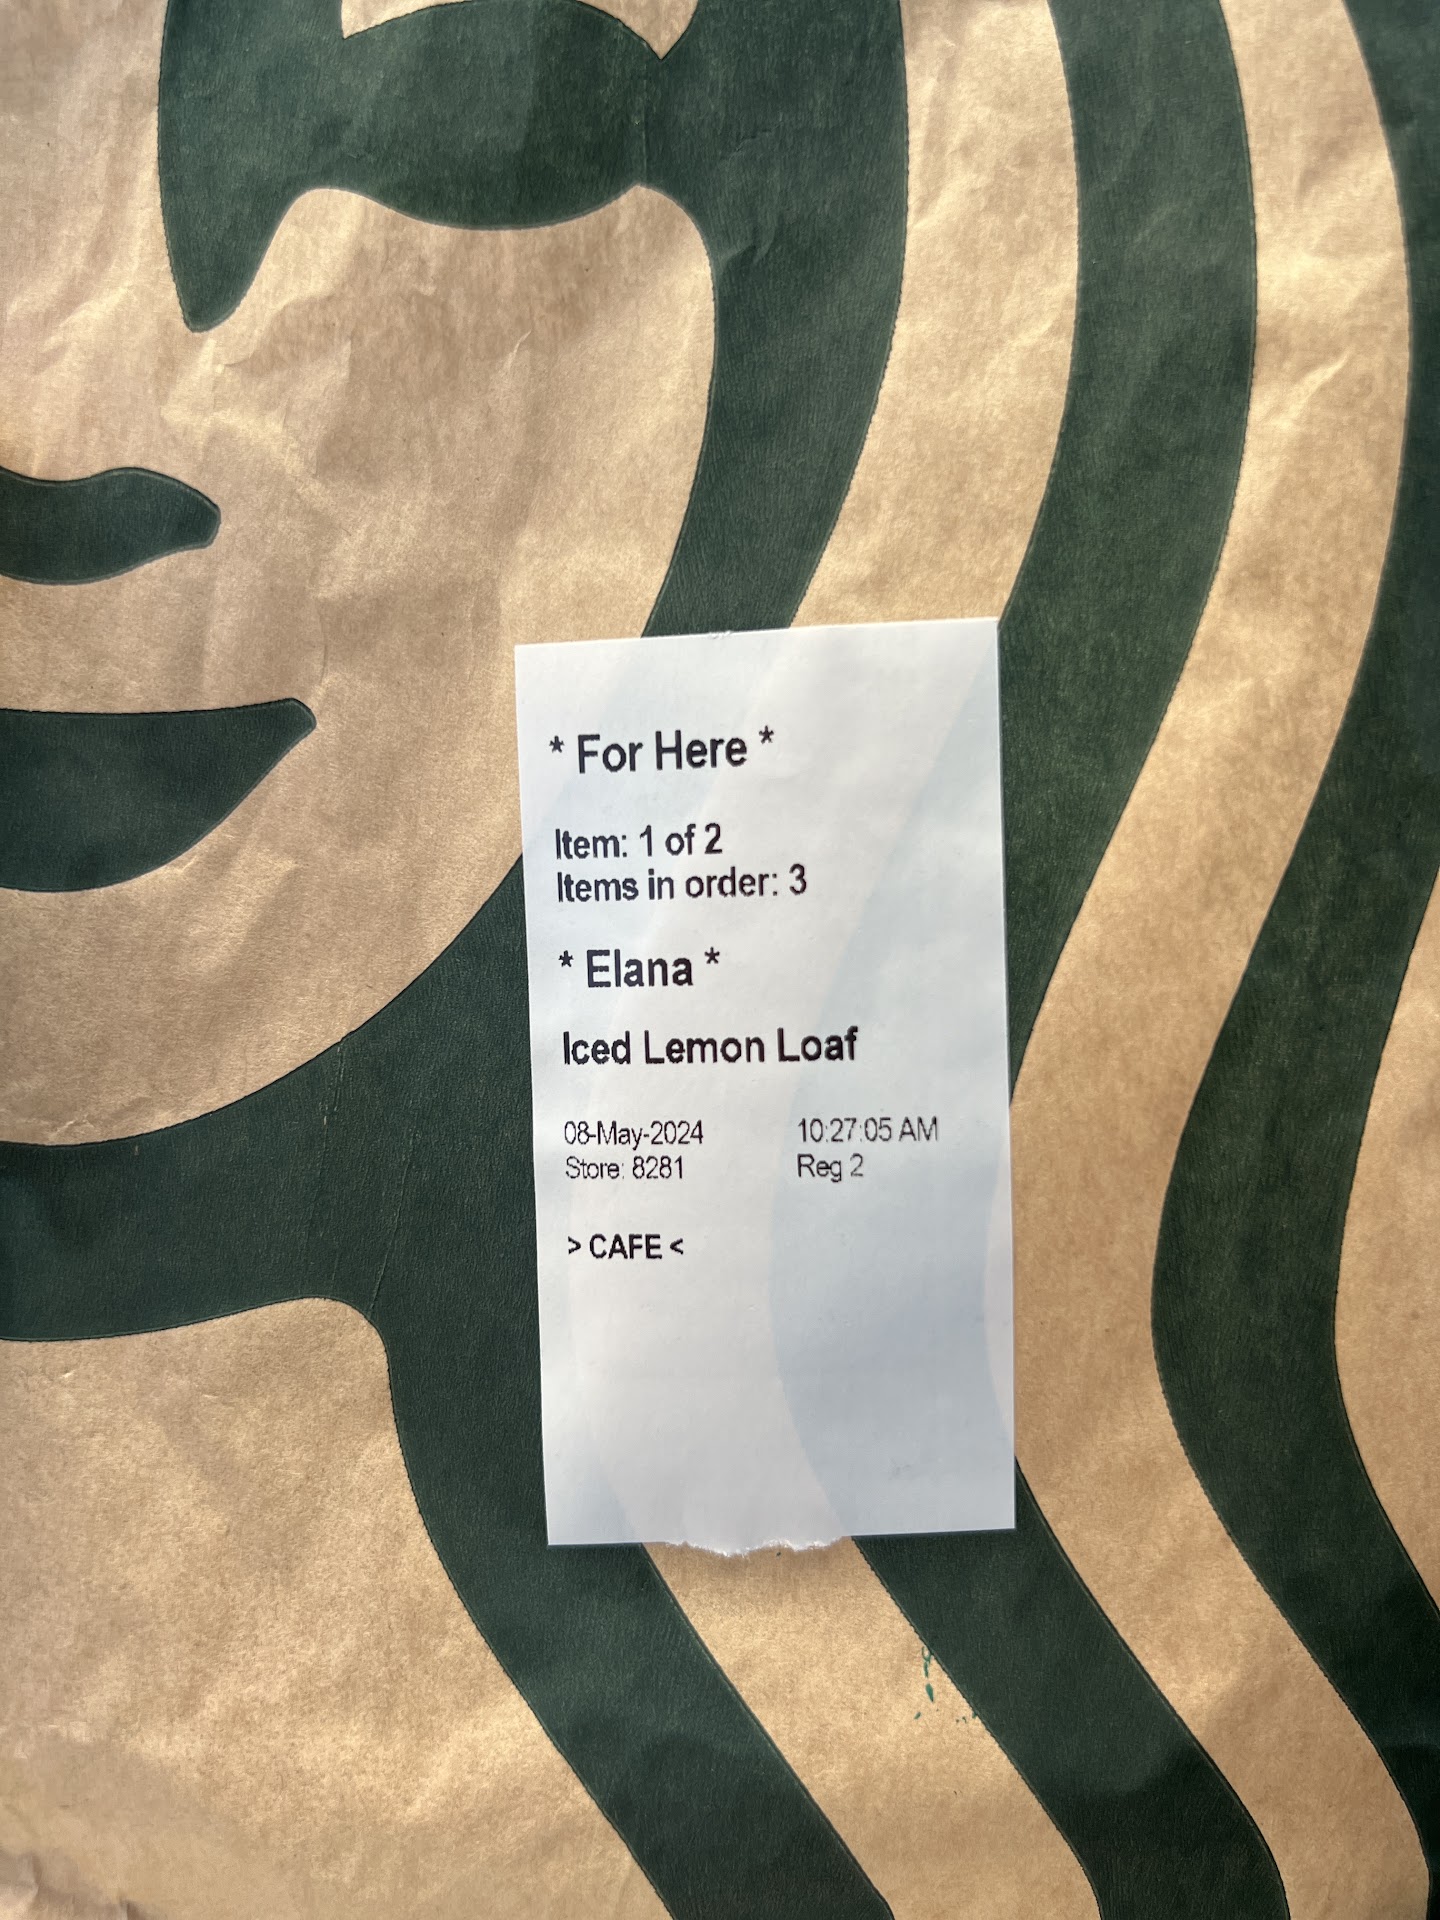 * For Here *
Item: 1 of 2
Items in order: 3
* Elana *
Iced Lemon Loaf
08-May-2024 10:27:05 AM
Store: 8281 Reg 2
> CAFE <